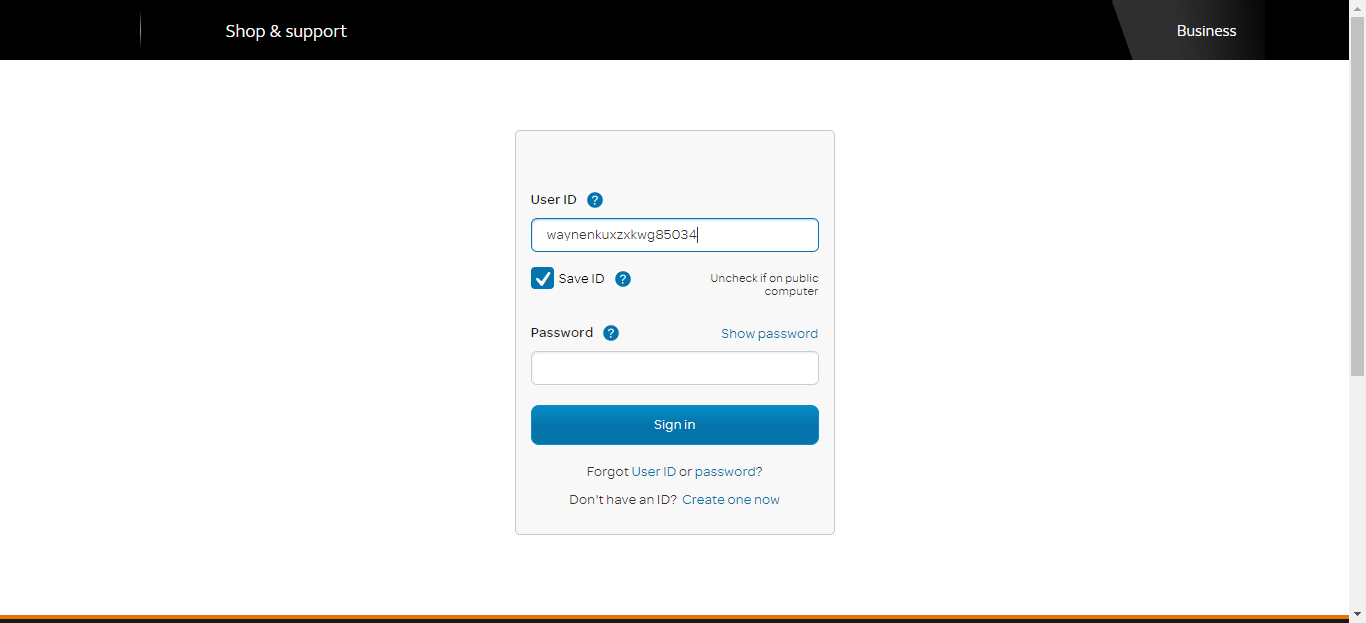 Shop & support
Business
User ID ?
waynenkuxzxkwg85034
Save ID ?
Uncheck if on public
computer
Password ?
Show password
Sign in
Forgot User ID or password?
Don't have an ID? Create one now